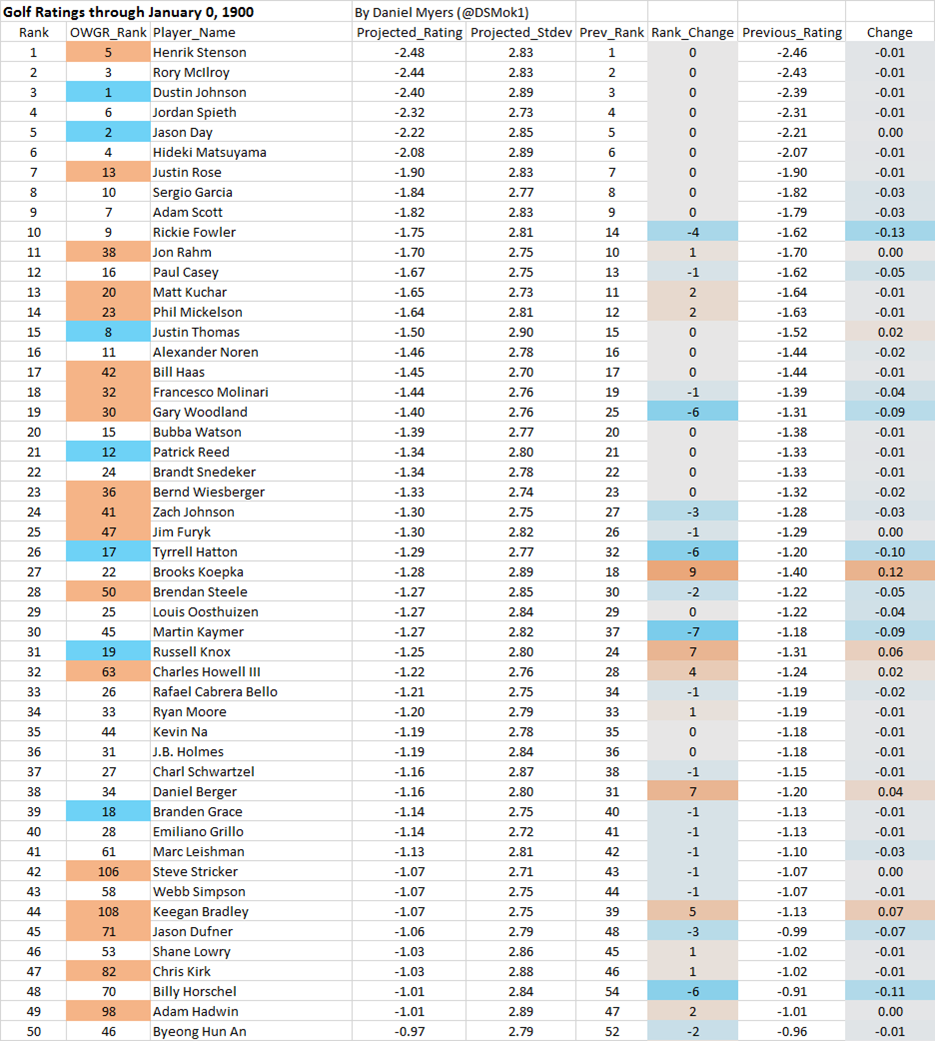 Golf Ratings through January 0, 1900 By Daniel Myers (@DSMok1)
Rank OWGR_Rank Player_Name Projected_Rating Projected_Stdev Prev_Rank Rank_Change Previous_Rating Change
1 5 Henrik Stenson -2.48 2.83 1 0 -2.46 -0.01
2 3 Rory McIlroy -2.44 2.83 2 0 -2.43 -0.01
3 1 Dustin Johnson -2.40 2.89 3 0 -2.39 -0.01
4 6 Jordan Spieth -2.32 2.73 4 0 -2.31 -0.01
5 2 Jason Day -2.22 2.85 5 0 -2.21 0.00
6 4 Hideki Matsuyama -2.08 2.89 6 0 -2.07 -0.01
7 13 Justin Rose -1.90 2.83 7 0 -1.90 -0.01
8 10 Sergio Garcia -1.84 2.77 8 0 -1.82 -0.03
9 7 Adam Scott -1.82 2.83 9 0 -1.79 -0.03
10 9 Rickie Fowler -1.75 2.81 14 -4 -1.62 -0.13
11 38 Jon Rahm -1.70 2.75 10 1 -1.70 0.00
12 16 Paul Casey -1.67 2.75 13 -1 -1.62 -0.05
13 20 Matt Kuchar -1.65 2.73 11 2 -1.64 -0.01
14 23 Phil Mickelson -1.64 2.81 12 2 -1.63 -0.01
15 8 Justin Thomas -1.50 2.90 15 0 -1.52 0.02
16 11 Alexander Noren -1.46 2.78 16 0 -1.44 -0.02
17 42 Bill Haas -1.45 2.70 17 0 -1.44 -0.01
18 32 Francesco Molinari -1.44 2.76 19 -1 -1.39 -0.04
19 30 Gary Woodland -1.40 2.76 25 -6 -1.31 -0.09
20 15 Bubba Watson -1.39 2.77 20 0 -1.38 -0.01
21 12 Patrick Reed -1.34 2.80 21 0 -1.33 -0.01
22 24 Brandt Snedeker -1.34 2.78 22 0 -1.33 -0.01
23 36 Bernd Wiesberger -1.33 2.74 23 0 -1.32 -0.02
24 41 Zach Johnson -1.30 2.75 27 -3 -1.28 -0.03
25 47 Jim Furyk -1.30 2.82 26 -1 -1.29 0.00
26 17 Tyrrell Hatton -1.29 2.77 32 -6 -1.20 -0.10
27 22 Brooks Koepka -1.28 2.89 18 9 -1.40 0.12
28 50 Brendan Steele -1.27 2.85 30 -2 -1.22 -0.05
29 25 Louis Oosthuizen -1.27 2.84 29 0 -1.22 -0.04
30 45 Martin Kaymer -1.27 2.82 37 -7 -1.18 -0.09
31 19 Russell Knox -1.25 2.80 24 7 -1.31 0.06
32 63 Charles Howell III -1.22 2.76 28 4 -1.24 0.02
33 26 Rafael Cabrera Bello -1.21 2.75 34 -1 -1.19 -0.02
34 33 Ryan Moore -1.20 2.79 33 1 -1.19 -0.01
35 44 Kevin Na -1.19 2.78 35 0 -1.18 -0.01
36 31 J.B. Holmes -1.19 2.84 36 0 -1.18 -0.01
37 27 Charl Schwartzel -1.16 2.87 38 -1 -1.15 -0.01
38 34 Daniel Berger -1.16 2.80 31 7 -1.20 0.04
39 18 Branden Grace -1.14 2.75 40 -1 -1.13 -0.01
40 28 Emiliano Grillo -1.14 2.72 41 -1 -1.13 -0.01
41 61 Marc Leishman -1.13 2.81 42 -1 -1.10 -0.03
42 106 Steve Stricker -1.07 2.71 43 -1 -1.07 0.00
43 58 Webb Simpson -1.07 2.75 44 -1 -1.07 -0.01
44 108 Keegan Bradley -1.07 2.75 39 5 -1.13 0.07
45 71 Jason Dufner -1.06 2.79 48 -3 -0.99 -0.07
46 53 Shane Lowry -1.03 2.86 45 1 -1.02 -0.01
47 82 Chris Kirk -1.03 2.88 46 1 -1.02 -0.01
48 70 Billy Horschel -1.01 2.84 54 -6 -0.91 -0.11
49 98 Adam Hadwin -1.01 2.89 47 2 -1.01 0.00
50 46 Byeong Hun An -0.97 2.79 52 -2 -0.96 -0.01